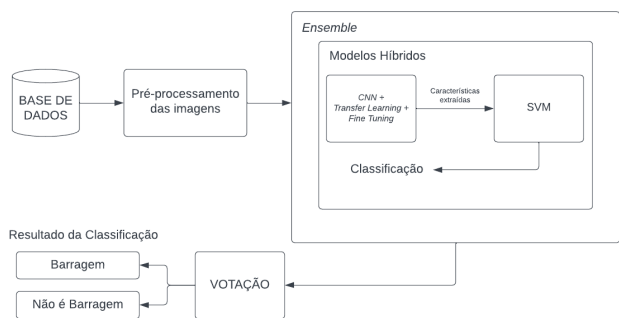 Ensemble
Modelos Híbridos
BASE DE
DADOS
Pré-processamento
das imagens
CNN +
Transfer Learning +
Fine Tuning
Características
extraídas
SVM
Classificação
Resultado da Classificação
Barragem
Não é Barragem
VOTAÇÃO